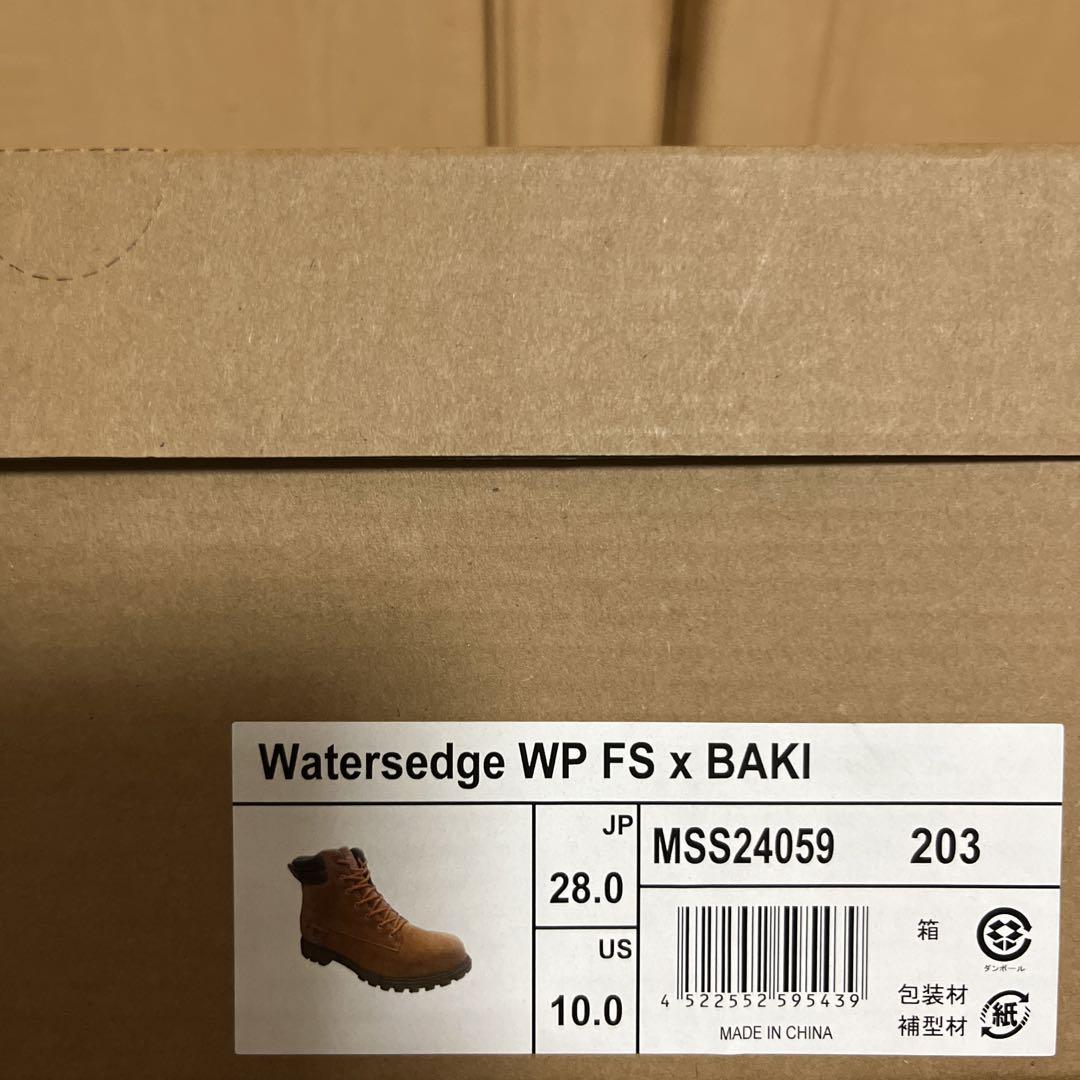 Watersedge WP FS x BAKI
JP
28.0
US
10.0
MSS24059 203
4 522552 595439
MADE IN CHINA
箱
ダンボール
包装材
補型材
紙